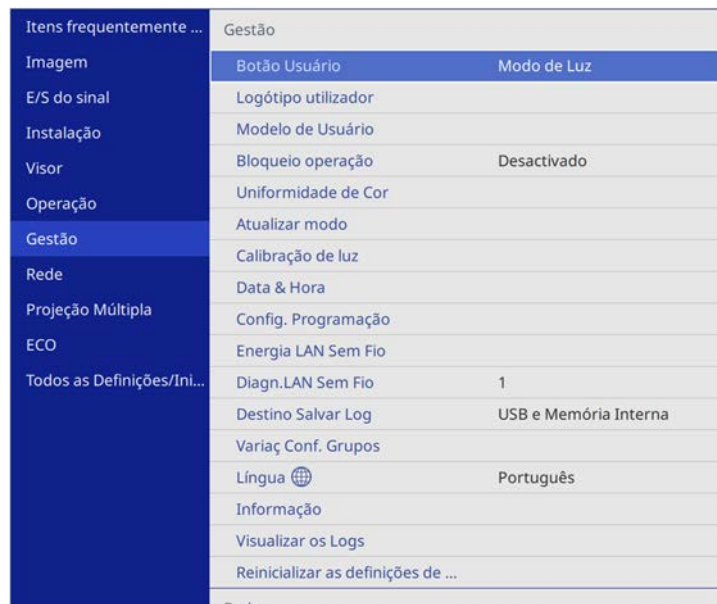 Itens frequentemente ...
Imagem
E/S do sinal
Instalação
Visor
Operação
Gestão
Rede
Projeção Múltipla
ECO
Todos as Definições/Ini...
Gestão
Botão Usuário Modo de Luz
Logótipo utilizador
Modelo de Usuário
Bloqueio operação Desactivado
Uniformidade de Cor
Atualizar modo
Calibração de luz
Data & Hora
Config. Programação
Energia LAN Sem Fio
Diagn.LAN Sem Fio 1
Destino Salvar Log USB e Memória Interna
Variaç Conf. Grupos
Língua Português
Informação
Visualizar os Logs
Reinicializar as definições de ...